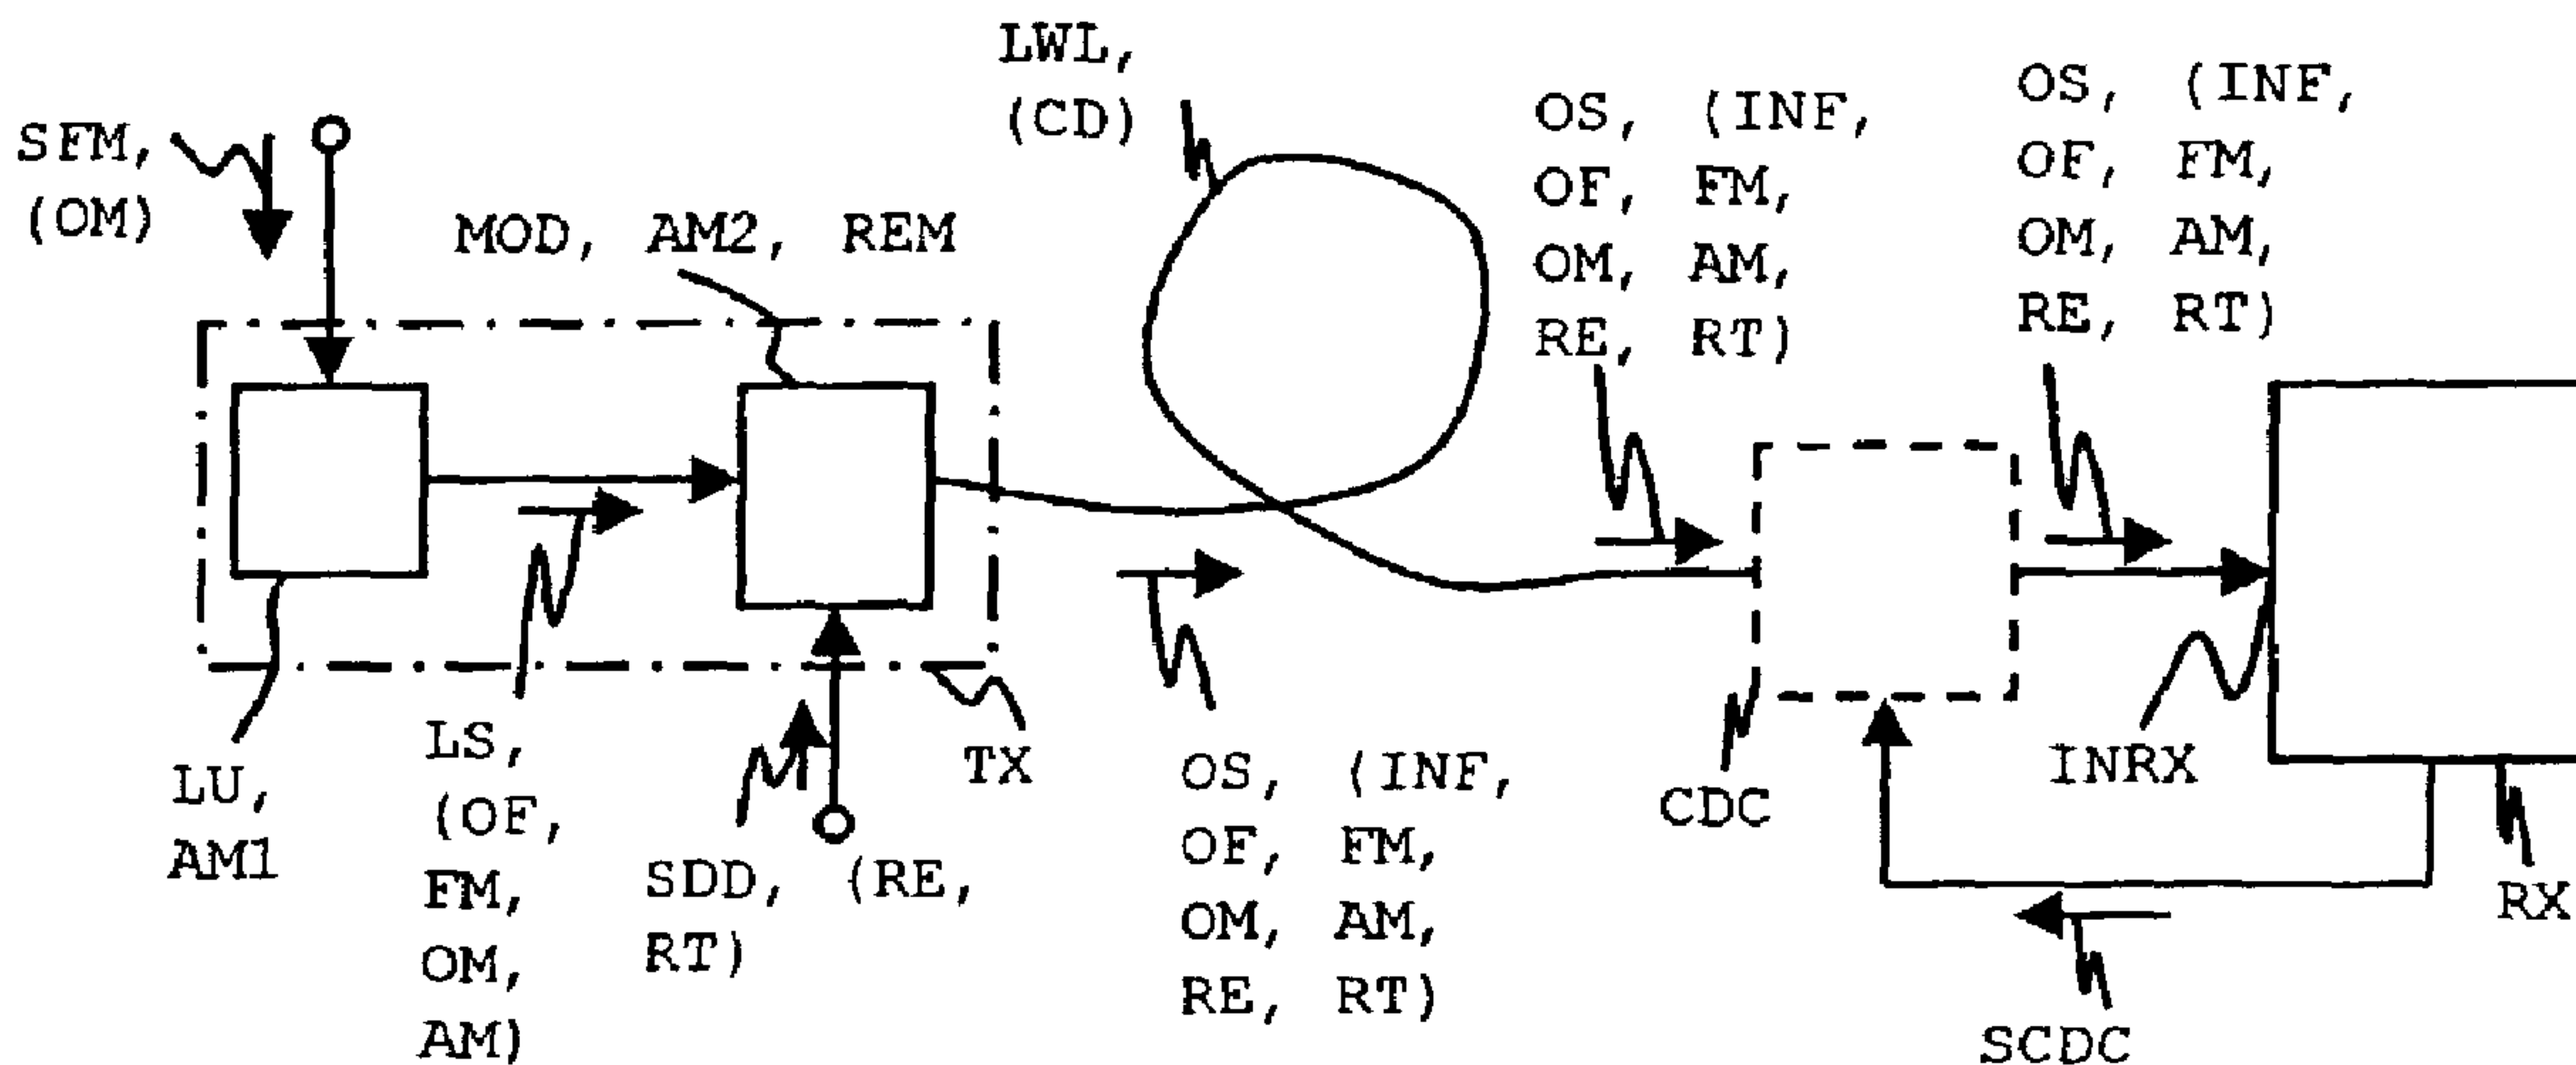 LWL,
(CD)
SFM,
(OM)
MOD, AM2, REM
OS, (INF,
OF, FM,
OM, AM,
RE, RT)
OS, (INF,
OF, FM,
OM, AM,
RE, RT)
LU,
AM1
LS,
(OF,
FM,
OM,
AM)
SDD, (RE,
RT)
TX
OS, (INF,
OF, FM,
OM, AM,
RE, RT)
CDC
INRX
RX
SCDC